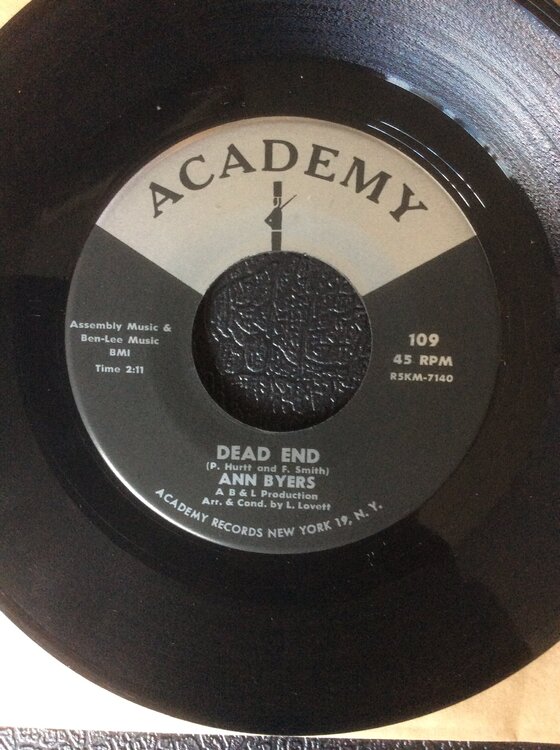 ACADEMY
Assembly Music &
Ben-Lee Music
BMI
Time 2:11
109
45 RPM
R5KM-7140
DEAD END
(P. Hurtt and F. Smith)
ANN BYERS
A B & L Production
Arr. & Cond. by L. Lovett
ACADEMY RECORDS NEW YORK 19, N. Y.